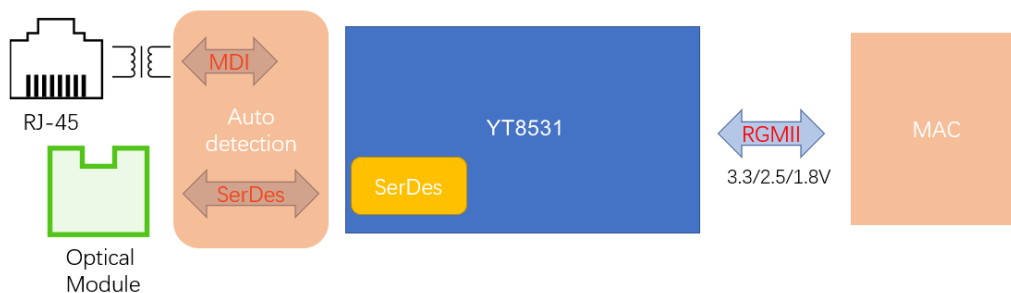 MDI
RJ-45
Auto
detection
YT8531
RGMII
MAC
3.3/2.5/1.8V
SerDes
SerDes
Optical
Module